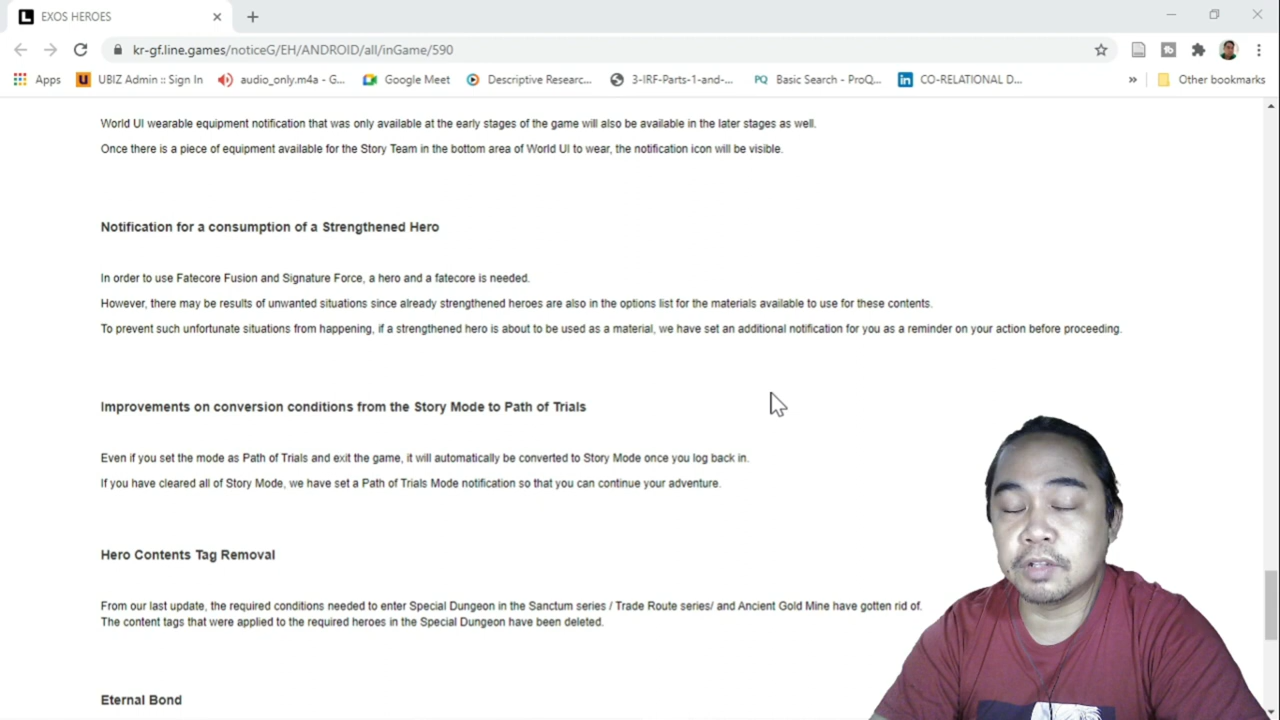 EXOS HEROES
kr-gf.line.games/noticeG/EH/ANDROID/all/inGame/590
Apps UBIZ Admin :: Sign In audio_only.m4a - G... Google Meet Descriptive Researc... 3-IRF-Parts-1-and-... PQ Basic Search - ProQ... in CO-RELATIONAL D... » Other bookmarks
World UI wearable equipment notification that was only available at the early stages of the game will also be available in the later stages as well.
Once there is a piece of equipment available for the Story Team in the bottom area of World UI to wear, the notification icon will be visible.
Notification for a consumption of a Strengthened Hero
In order to use Fatecore Fusion and Signature Force, a hero and a fatecore is needed.
However, there may be results of unwanted situations since already strengthened heroes are also in the options list for the materials available to use for these contents.
To prevent such unfortunate situations from happening, if a strengthened hero is about to be used as a material, we have set an additional notification for you as a reminder on your action before proceeding.
Improvements on conversion conditions from the Story Mode to Path of Trials
Even if you set the mode as Path of Trials and exit the game, it will automatically be converted to Story Mode once you log back in.
If you have cleared all of Story Mode, we have set a Path of Trials Mode notification so that you can continue your adventure.
Hero Contents Tag Removal
From our last update, the required conditions needed to enter Special Dungeon in the Sanctum series / Trade Route series/ and Ancient Gold Mine have gotten rid of.
The content tags that were applied to the required heroes in the Special Dungeon have been deleted.
Eternal Bond